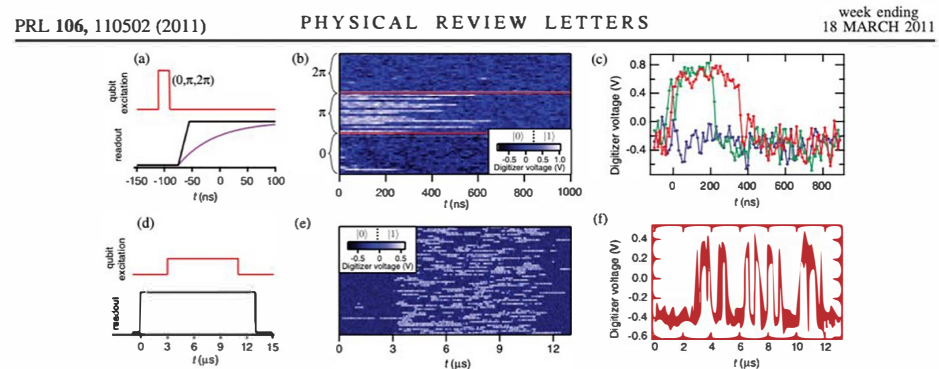 PRL 106, 110502 (2011)
PHYSICAL REVIEW LETTERS
week ending
18 MARCH 2011
(a)
qubit
excitation
(0,π,2π)
readout
-150 -100 -50 0 50 100
t (ns)
(b)
2π
π
0
|0⟩ |1⟩
-0.5 0.0 0.5 1.0
Digitizer voltage (V)
0 200 400 600 800 1000
t (ns)
(c)
Digitizer voltage (V)
0.8
0.4
0.0
-0.4
0 200 400 600 800
t (ns)
(d)
qubit
excitation
readout
0 3 6 9 12 15
t (μs)
(e)
|0⟩ |1⟩
-0.5 0 0.5
Digitizer voltage (V)
0 3 6 9 12
t (μs)
(f)
Digitizer voltage (V)
0.4
0.2
0.0
-0.2
-0.4
-0.6
0 2 4 6 8 10 12
t (μs)